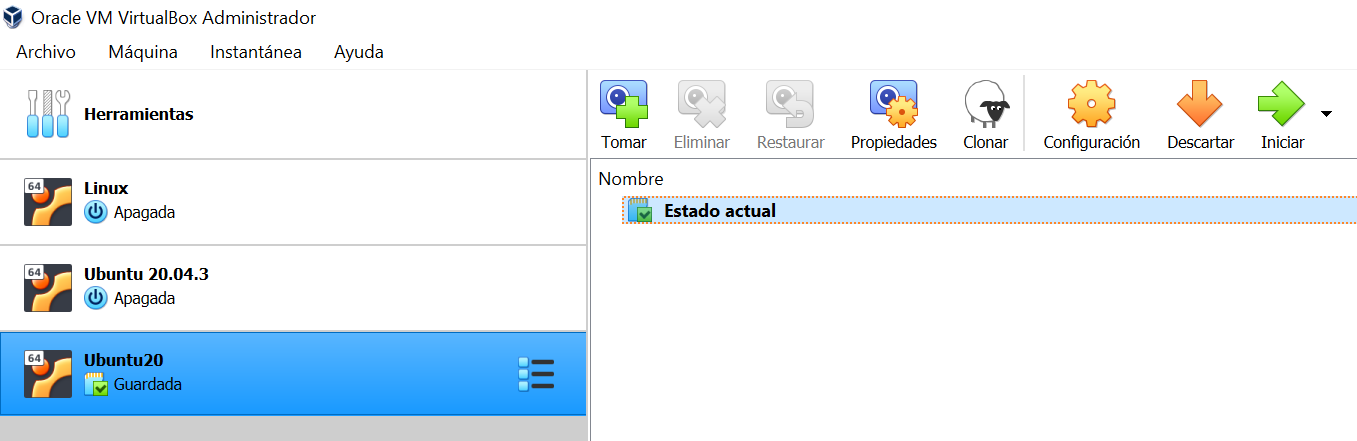 Oracle VM VirtualBox Administrador
Archivo Máquina Instantánea Ayuda
Herramientas
Tomar Eliminar Restaurar Propiedades Clonar Configuración Descartar Iniciar
Nombre
Estado actual
64
Linux
Apagada
64
Ubuntu 20.04.3
Apagada
64
Ubuntu20
Guardada